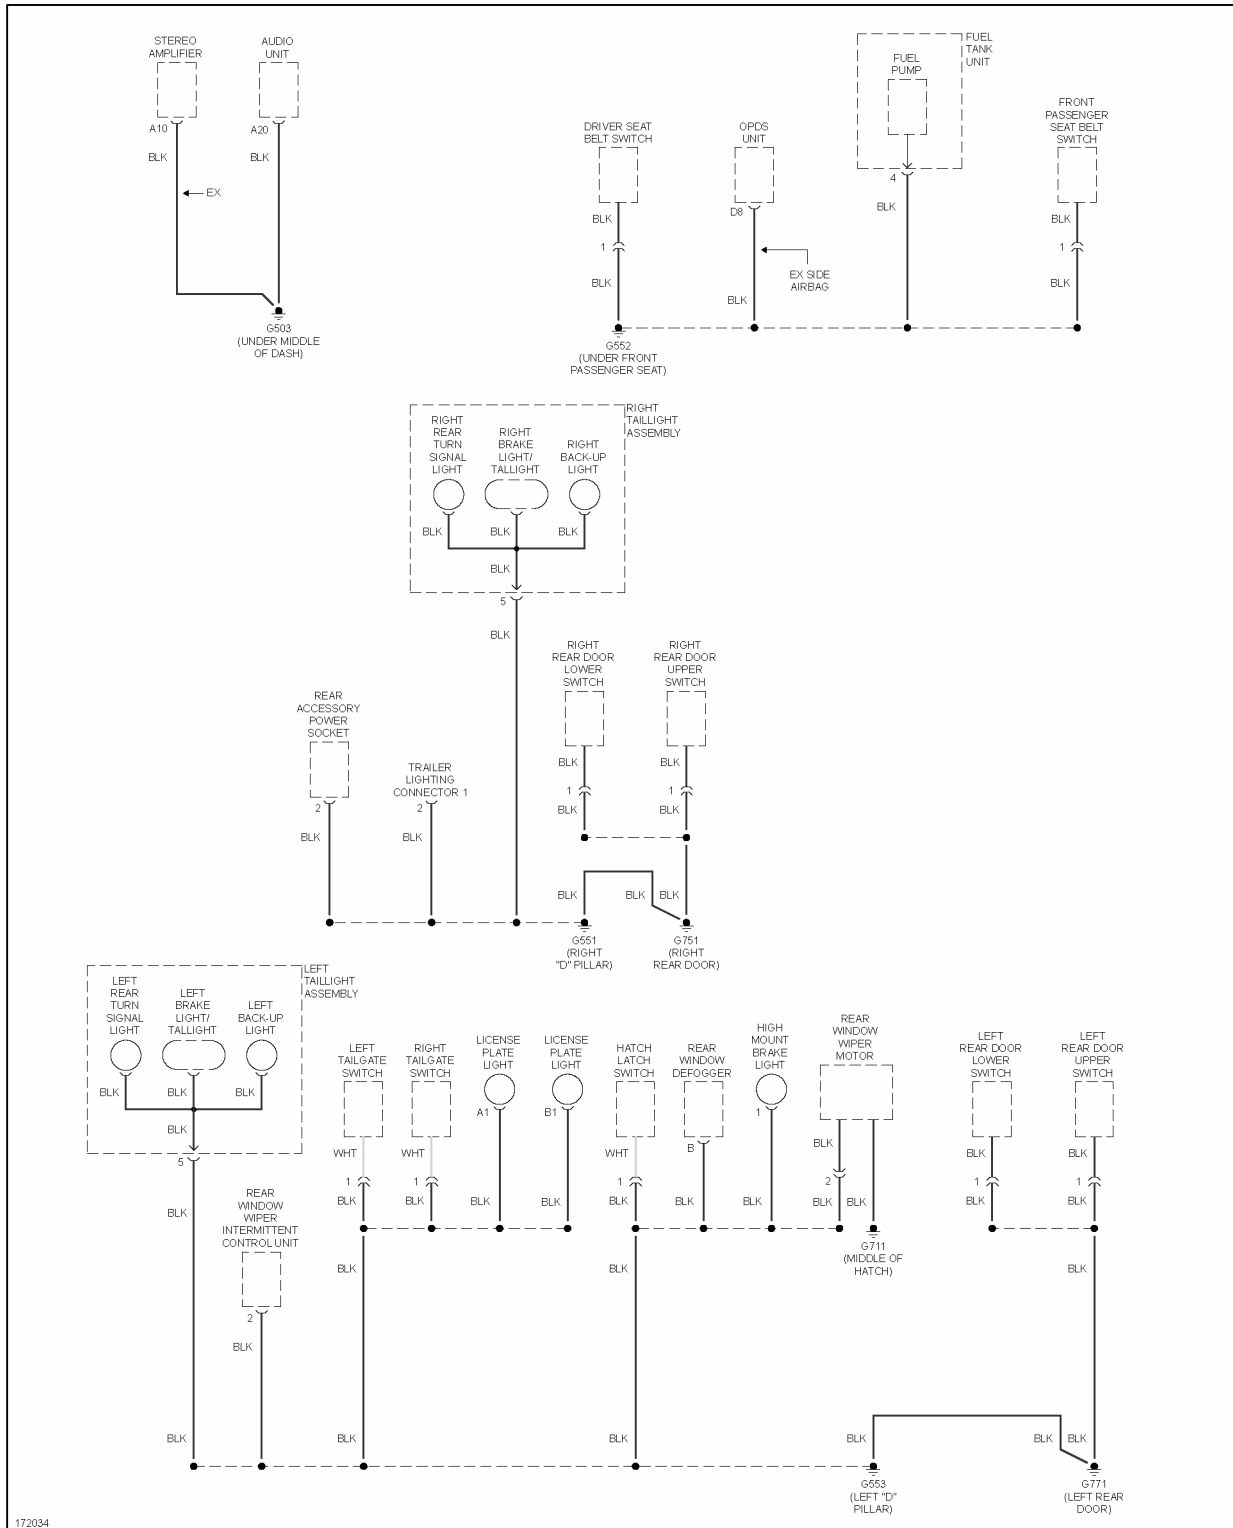 STEREO
AMPLIFIER
AUDIO
UNIT
A10
A20
BLK
BLK
EX
G503
(UNDER MIDDLE
OF DASH)
DRIVER SEAT
BELT SWITCH
OPDS
UNIT
FUEL
PUMP
FUEL
TANK
UNIT
FRONT
PASSENGER
SEAT BELT
SWITCH
BLK
D8
4
BLK
BLK
1
1
BLK
EX SIDE
AIRBAG
BLK
BLK
G552
(UNDER FRONT
PASSENGER SEAT)
RIGHT
TAILLIGHT
ASSEMBLY
RIGHT
REAR
TURN
SIGNAL
LIGHT
RIGHT
BRAKE
LIGHT/
TALLIGHT
RIGHT
BACK-UP
LIGHT
BLK
BLK
BLK
BLK
5
BLK
RIGHT
REAR DOOR
LOWER
SWITCH
RIGHT
REAR DOOR
UPPER
SWITCH
REAR
ACCESSORY
POWER
SOCKET
TRAILER
LIGHTING
CONNECTOR 1
BLK
BLK
1
1
2
2
BLK
BLK
BLK
BLK
BLK
BLK
BLK
G551
(RIGHT
"D" PILLAR)
G751
(RIGHT
REAR DOOR)
LEFT
TAILLIGHT
ASSEMBLY
LEFT
REAR
TURN
SIGNAL
LIGHT
LEFT
BRAKE
LIGHT/
TALLIGHT
LEFT
BACK-UP
LIGHT
BLK
BLK
BLK
BLK
5
BLK
REAR
WINDOW
WIPER
INTERMITTENT
CONTROL UNIT
2
BLK
LEFT
TAILGATE
SWITCH
RIGHT
TAILGATE
SWITCH
LICENSE
PLATE
LIGHT
LICENSE
PLATE
LIGHT
HATCH
LATCH
SWITCH
REAR
WINDOW
DEFOGGER
HIGH
MOUNT
BRAKE
LIGHT
REAR
WINDOW
WIPER
MOTOR
LEFT
REAR DOOR
LOWER
SWITCH
LEFT
REAR DOOR
UPPER
SWITCH
A1
B1
1
WHT
WHT
WHT
B
BLK
BLK
BLK
1
1
1
2
1
1
BLK
BLK
BLK
BLK
BLK
BLK
BLK
BLK
BLK
BLK
BLK
G711
(MIDDLE OF
HATCH)
BLK
BLK
BLK
BLK
BLK
BLK
BLK
BLK
BLK
G553
(LEFT "D"
PILLAR)
G771
(LEFT REAR
DOOR)
172034